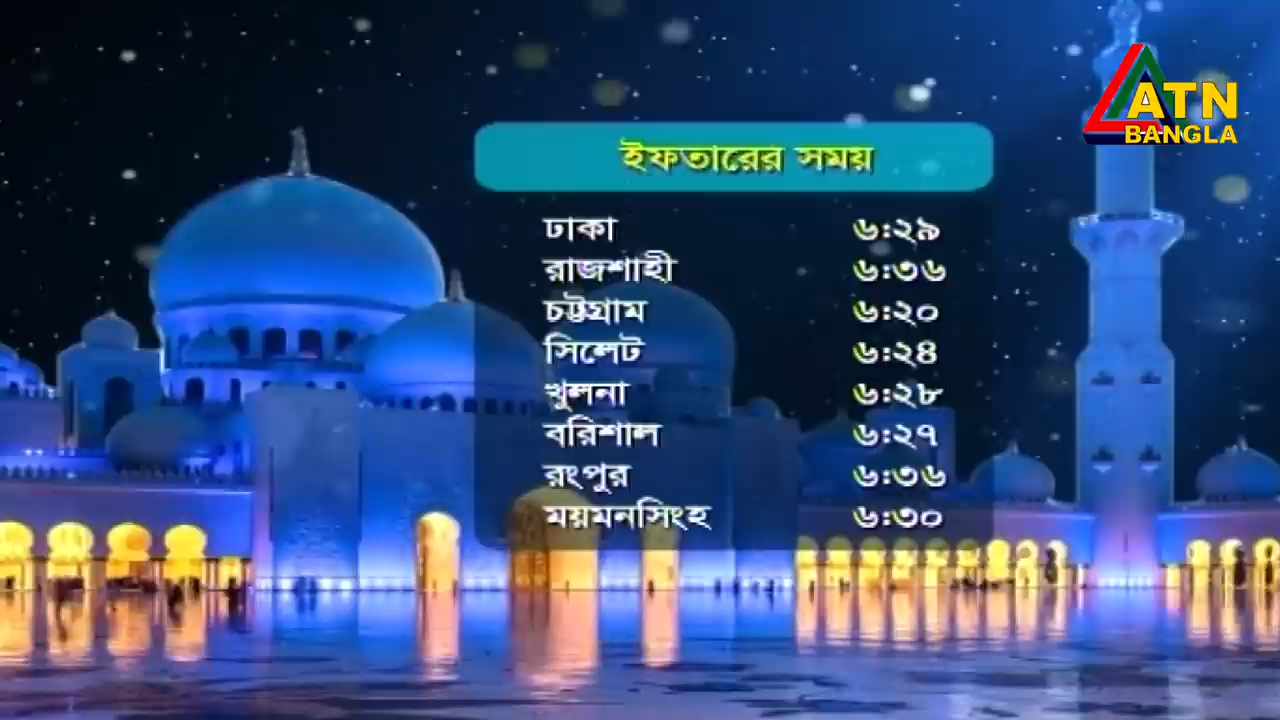 ATN
BANGLA
ইফতারের সময়
ঢাকা ৬:২৯
রাজশাহী ৬:৩৬
চট্টগ্রাম ৬:২০
সিলেট ৬:২৪
খুলনা ৬:২৮
বরিশাল ৬:২৭
রংপুর ৬:৩৬
ময়মনসিংহ ৬:৩০